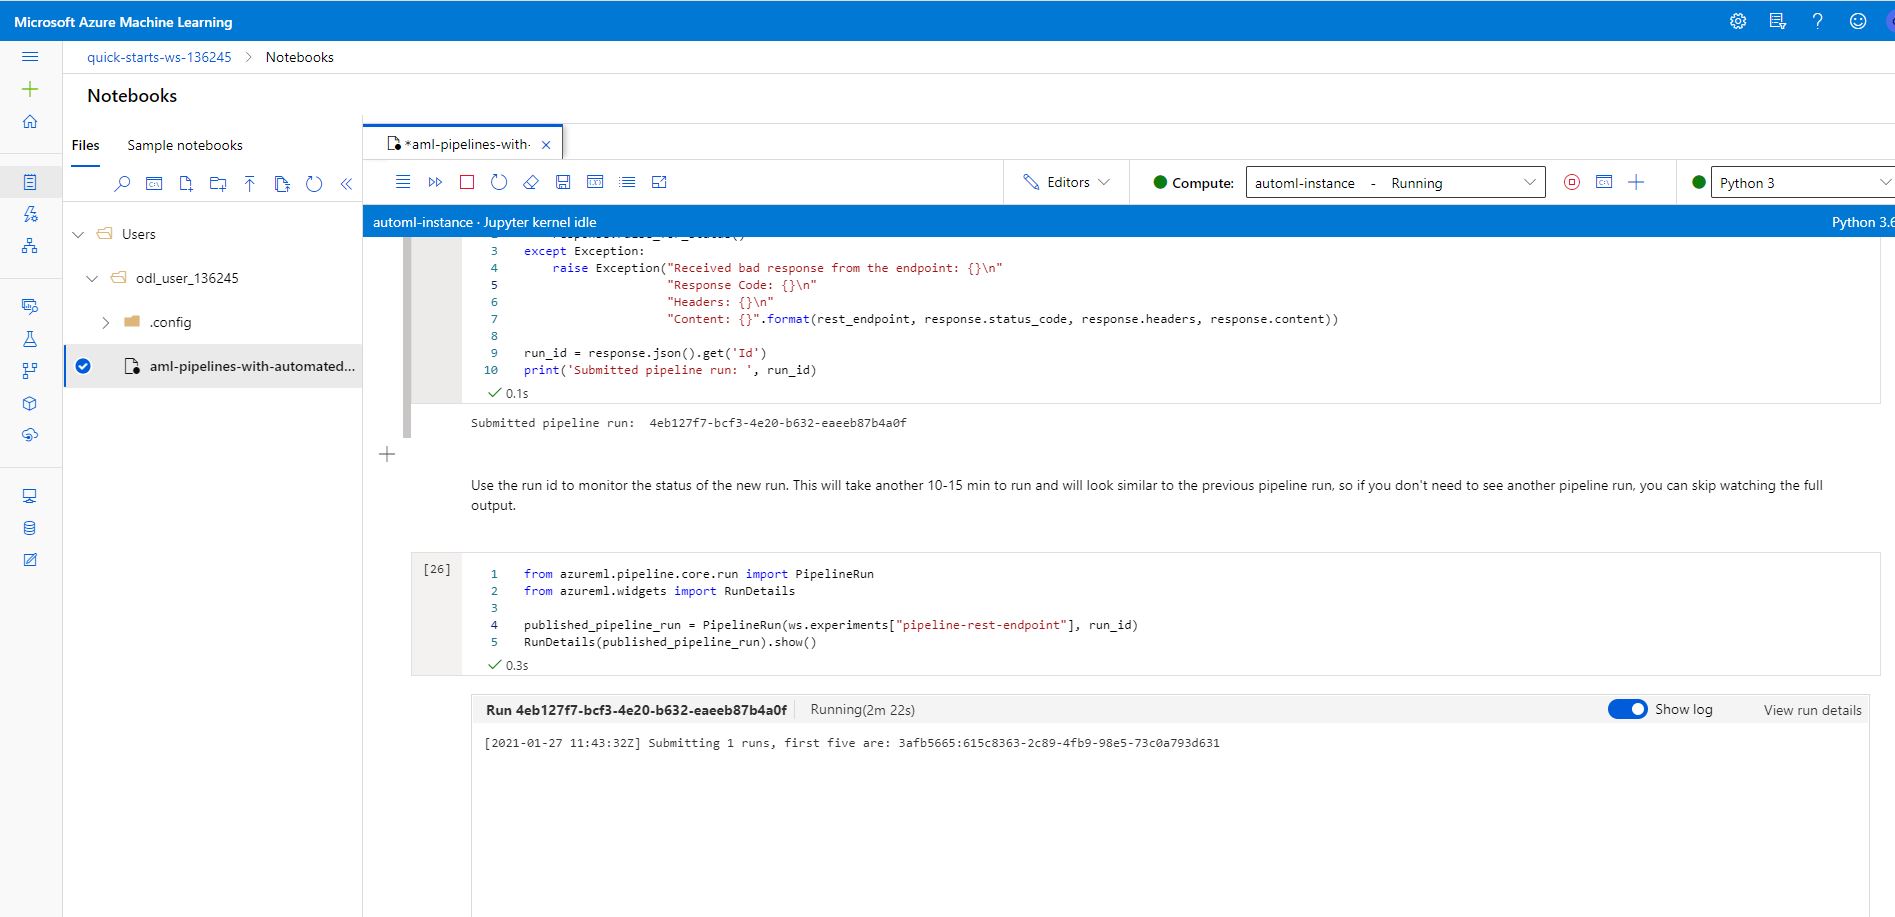 Microsoft Azure Machine Learning
quick-starts-ws-136245 > Notebooks
Notebooks
Files Sample notebooks
*aml-pipelines-with-
Editors
Compute: automl-instance - Running
Python 3
automl-instance · Jupyter kernel idle
Python 3.6
Users
odl_user_136245
.config
aml-pipelines-with-automated...
3 except Exception:
4 raise Exception("Received bad response from the endpoint: {}\n"
5 "Response Code: {}\n"
6 "Headers: {}\n"
7 "Content: {}".format(rest_endpoint, response.status_code, response.headers, response.content))
8
9 run_id = response.json().get('Id')
10 print('Submitted pipeline run: ', run_id)
0.1s
Submitted pipeline run: 4eb127f7-bcf3-4e20-b632-eaeeb87b4a0f
Use the run id to monitor the status of the new run. This will take another 10-15 min to run and will look similar to the previous pipeline run, so if you don't need to see another pipeline run, you can skip watching the full
output.
[26]
1 from azureml.pipeline.core.run import PipelineRun
2 from azureml.widgets import RunDetails
3
4 published_pipeline_run = PipelineRun(ws.experiments["pipeline-rest-endpoint"], run_id)
5 RunDetails(published_pipeline_run).show()
0.3s
Run 4eb127f7-bcf3-4e20-b632-eaeeb87b4a0f Running(2m 22s) Show log View run details
[2021-01-27 11:43:32Z] Submitting 1 runs, first five are: 3afb5665:615c8363-2c89-4fb9-98e5-73c0a793d631